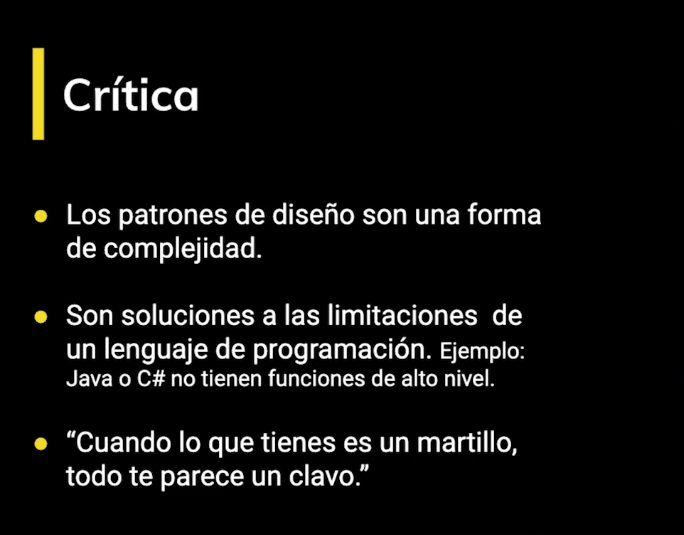 Crítica
● Los patrones de diseño son una forma
de complejidad.
● Son soluciones a las limitaciones  de
un lenguaje de programación. Ejemplo:
Java o C# no tienen funciones de alto nivel.
● “Cuando lo que tienes es un martillo,
todo te parece un clavo.”